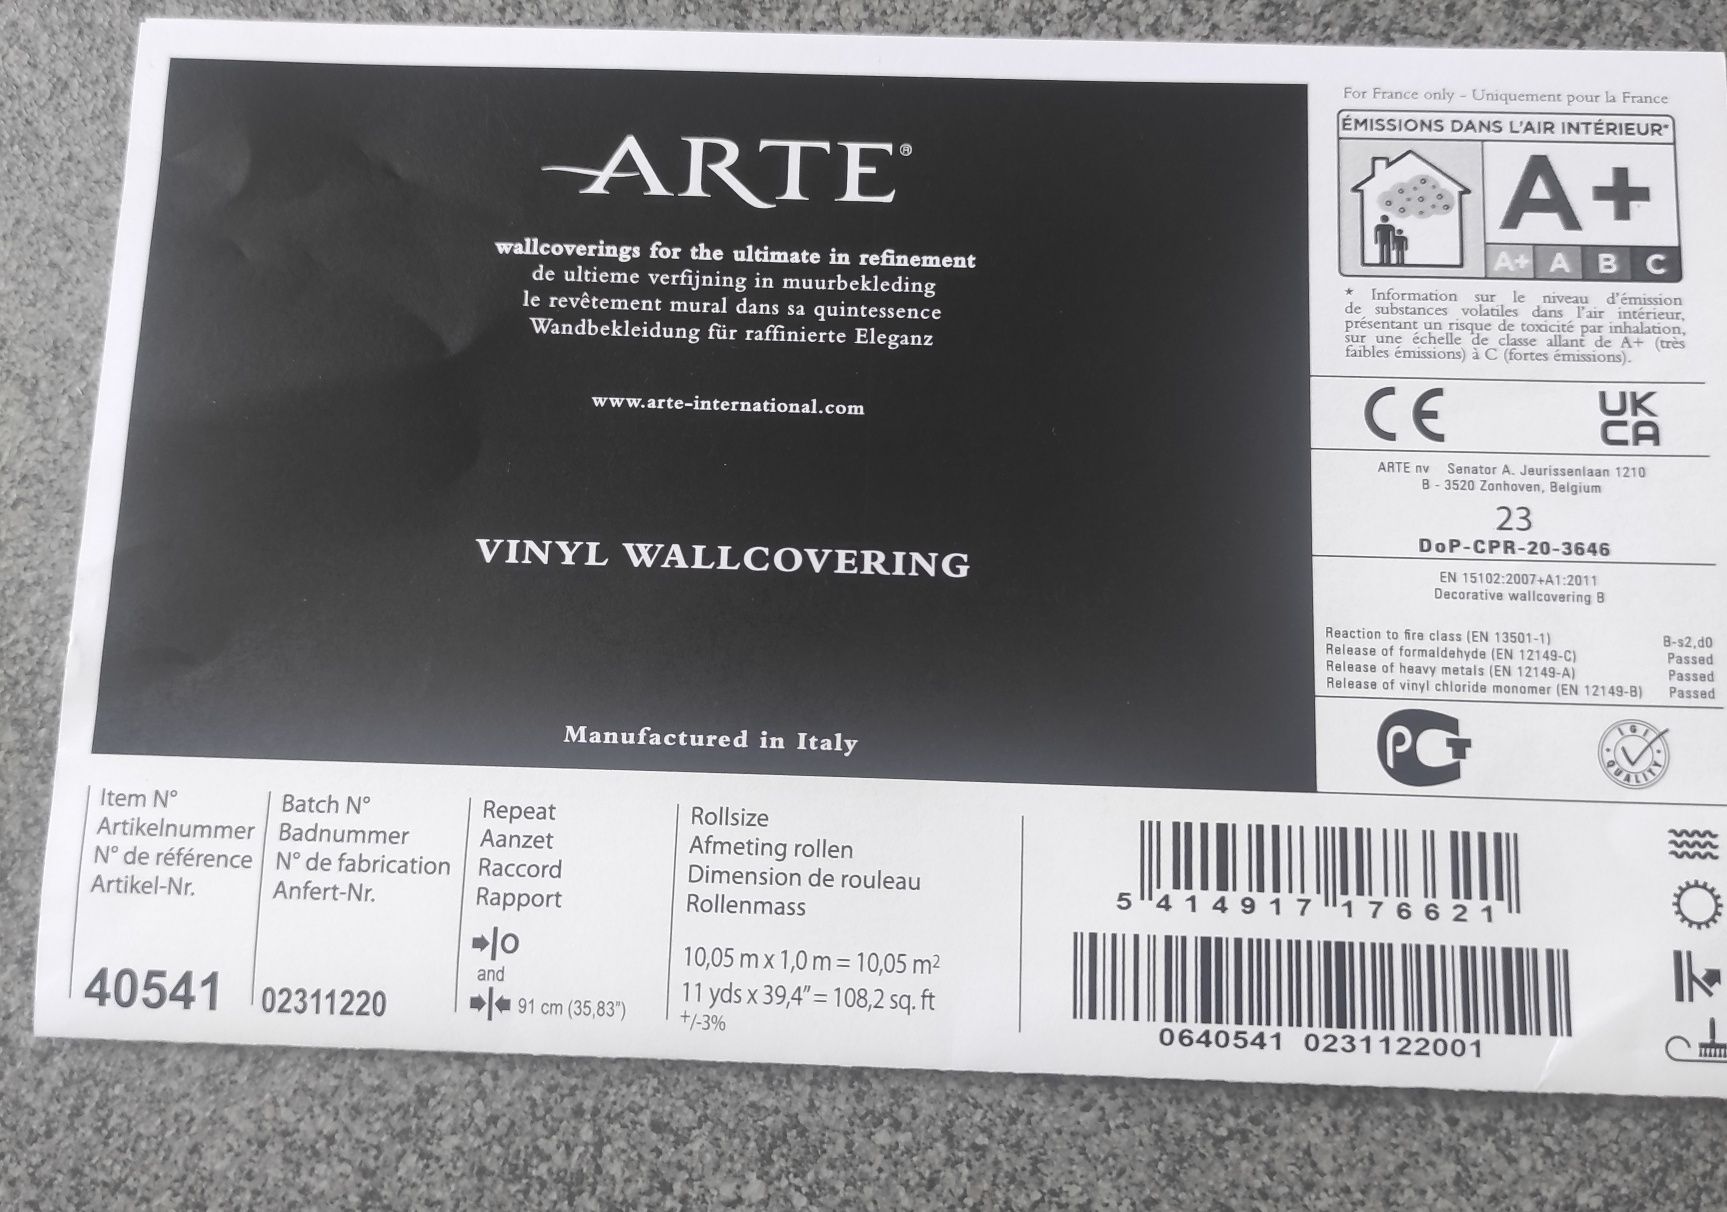 ARTE®
wallcoverings for the ultimate in refinement
de ultieme verfijning in muurbekleding
le revêtement mural dans sa quintessence
Wandbekleidung für raffinierte Eleganz
www.arte-international.com
VINYL WALLCOVERING
Manufactured in Italy
For France only - Uniquement pour la France
ÉMISSIONS DANS L'AIR INTÉRIEUR*
A+
A+ A B C
* Information sur le niveau d'émission
de substances volatiles dans l'air intérieur,
présentant un risque de toxicité par inhalation,
sur une échelle de classe allant de A+ (très
faibles émissions) à C (fortes émissions).
CE
UK
CA
ARTE nv Senator A. Jeurissenlaan 1210
B - 3520 Zonhoven, Belgium
23
DoP-CPR-20-3646
EN 15102:2007+A1:2011
Decorative wallcovering B
Reaction to fire class (EN 13501-1) B-s2,d0
Release of formaldehyde (EN 12149-C) Passed
Release of heavy metals (EN 12149-A) Passed
Release of vinyl chloride monomer (EN 12149-B) Passed
PCT
IGI
QUALITY
Item N°
Artikelnummer
N° de référence
Artikel-Nr.
40541
Batch N°
Badnummer
N° de fabrication
Anfert-Nr.
02311220
Repeat
Aanzet
Raccord
Rapport
and
91 cm (35,83")
Rollsize
Afmeting rollen
Dimension de rouleau
Rollenmass
10,05 m x 1,0 m = 10,05 m²
11 yds x 39,4" = 108,2 sq. ft
+/-3%
5 414917 176621
0640541 0231122001